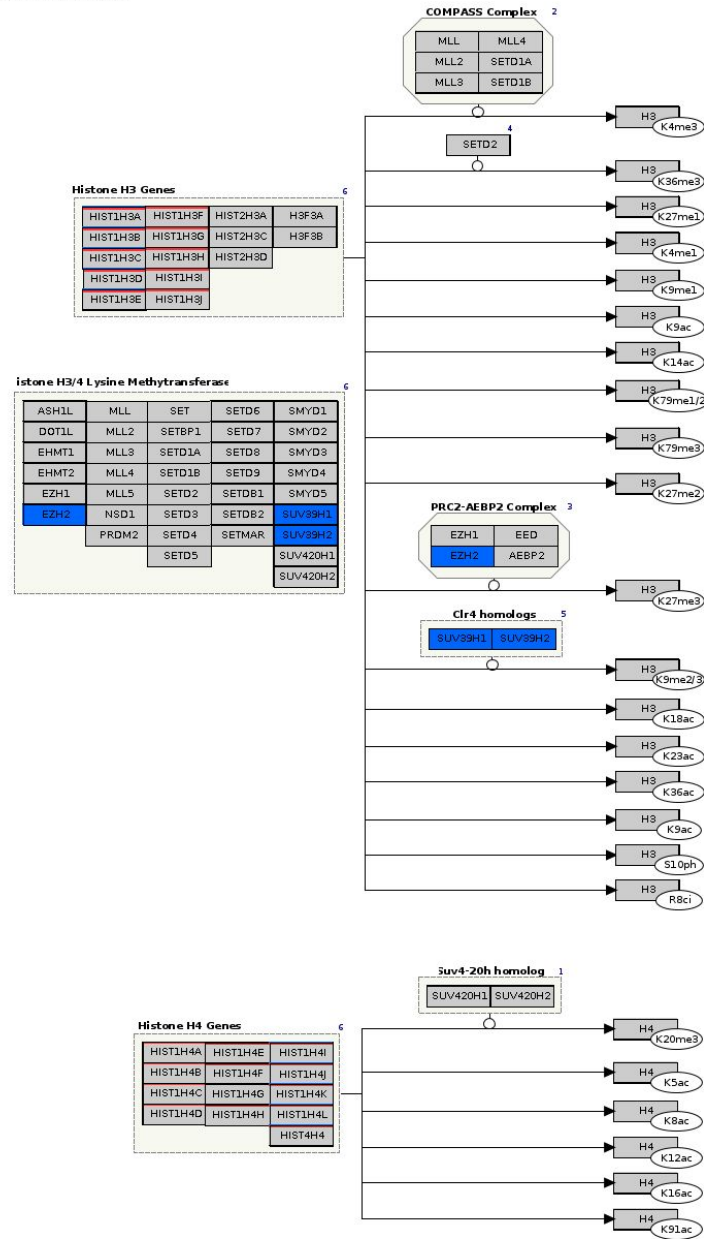 COMPASS Complex 2
MLL MLL4
MLL2 SETD1A
MLL3 SETD1B
H3
K4me3
4
SETD2
H3
K36me3
Histone H3 Genes 6
HIST1H3A HIST1H3F HIST2H3A H3F3A
HIST1H3B HIST1H3G HIST2H3C H3F3B
HIST1H3C HIST1H3H HIST2H3D
HIST1H3D HIST1H3I
HIST1H3E HIST1H3J
H3
K27me1
H3
K4me1
H3
K9me1
H3
K9ac
H3
K14ac
H3
K79me1/2
H3
K79me3
H3
K27me2
istone H3/4 Lysine Methytransferase 6
ASH1L MLL SET SETD6 SMYD1
DOT1L MLL2 SETBP1 SETD7 SMYD2
EHMT1 MLL3 SETD1A SETD8 SMYD3
EHMT2 MLL4 SETD1B SETD9 SMYD4
EZH1 MLL5 SETD2 SETDB1 SMYD5
EZH2 NSD1 SETD3 SETDB2 SUV39H1
PRDM2 SETD4 SETMAR SUV39H2
SETD5 SUV420H1
SUV420H2
PRC2-AEBP2 Complex 3
EZH1 EED
EZH2 AEBP2
H3
K27me3
Clr4 homologs 5
SUV39H1 SUV39H2
H3
K9me2/3
H3
K18ac
H3
K23ac
H3
K36ac
H3
K9ac
H3
S10ph
H3
R8ci
Suv4-20h homolog 1
SUV420H1 SUV420H2
Histone H4 Genes 6
HIST1H4A HIST1H4E HIST1H4I
HIST1H4B HIST1H4F HIST1H4J
HIST1H4C HIST1H4G HIST1H4K
HIST1H4D HIST1H4H HIST1H4L
HIST4H4
H4
K20me3
H4
K5ac
H4
K8ac
H4
K12ac
H4
K16ac
H4
K91ac